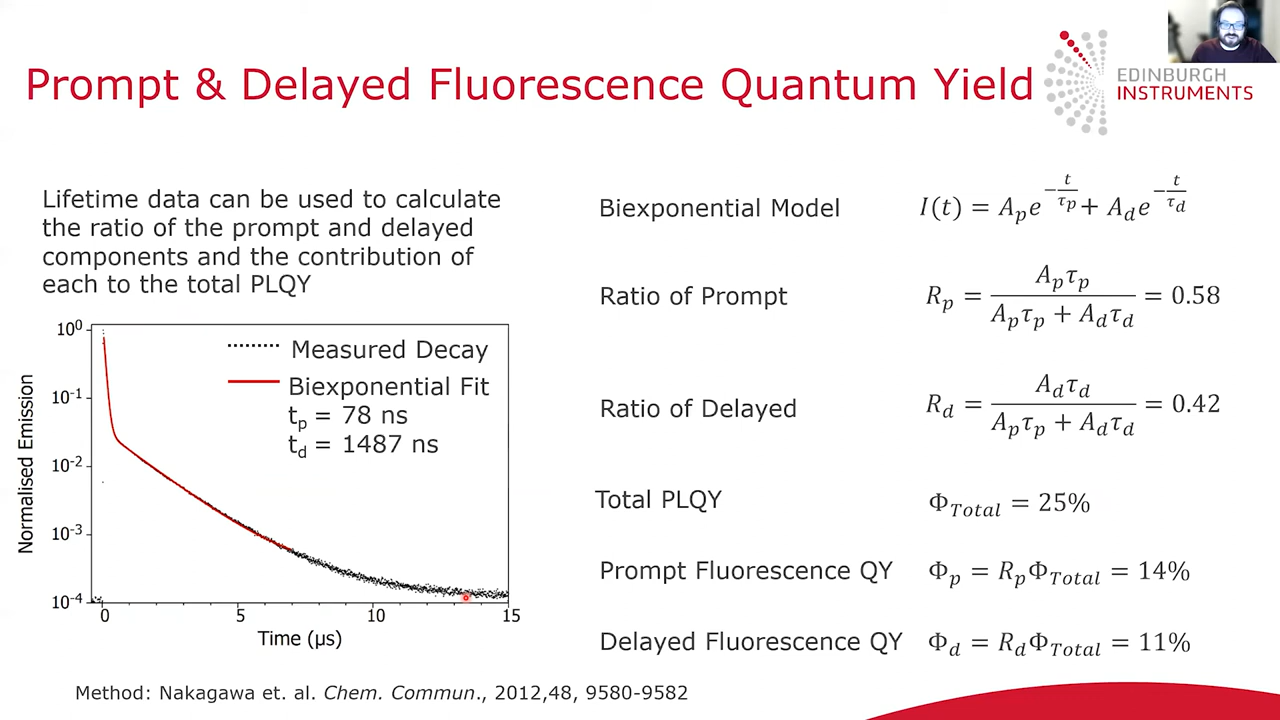 Prompt & Delayed Fluorescence Quantum Yield
EDINBURGH
INSTRUMENTS
Lifetime data can be used to calculate
the ratio of the prompt and delayed
components and the contribution of
each to the total PLQY
Normalised Emission
10⁰
10⁻¹
10⁻²
10⁻³
10⁻⁴
Measured Decay
Biexponential Fit
t_p = 78 ns
t_d = 1487 ns
0 5 10 15
Time (µs)
Biexponential Model I(t) = A_p e^{-t/τ_p} + A_d e^{-t/τ_d}
Ratio of Prompt R_p = \frac{A_pτ_p}{A_pτ_p + A_dτ_d} = 0.58
Ratio of Delayed R_d = \frac{A_dτ_d}{A_pτ_p + A_dτ_d} = 0.42
Total PLQY Φ_Total = 25%
Prompt Fluorescence QY Φ_p = R_pΦ_Total = 14%
Delayed Fluorescence QY Φ_d = R_dΦ_Total = 11%
Method: Nakagawa et. al. Chem. Commun., 2012,48, 9580-9582